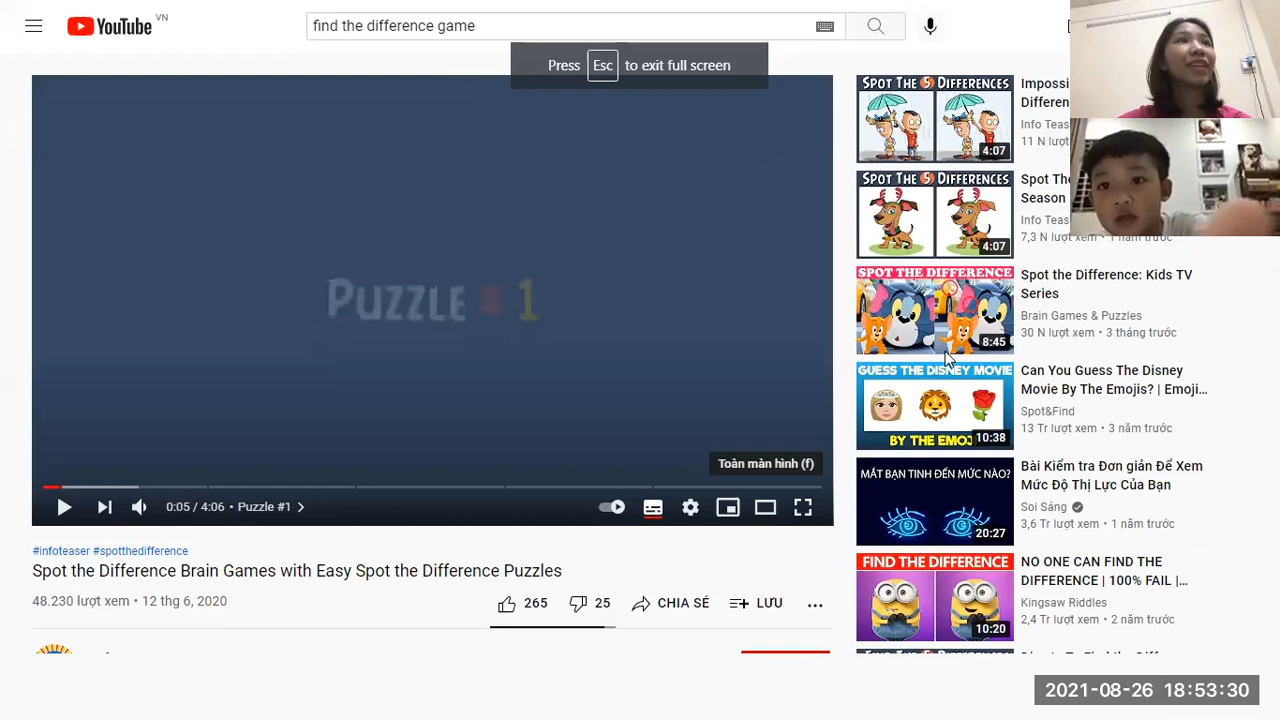 YouTube VN
find the difference game
Press Esc to exit full screen
PUZZLE # 1
Toàn màn hình (f)
0:05 / 4:06 • Puzzle #1
#infoteaser #spotthedifference
Spot the Difference Brain Games with Easy Spot the Difference Puzzles
48.230 lượt xem • 12 thg 6, 2020
265
25
CHIA SẺ
LƯU
SPOT THE 5 DIFFERENCES
4:07
Impossi
Differen
Info Teas
11 N lượt
SPOT THE 5 DIFFERENCES
4:07
Spot The
Season
Info Teas
7,3 N lượt xem • 1 năm trước
SPOT THE DIFFERENCE
8:45
Spot the Difference: Kids TV
Series
Brain Games & Puzzles
30 N lượt xem • 3 tháng trước
GUESS THE DISNEY MOVIE
BY THE EMOJ
10:38
Can You Guess The Disney
Movie By The Emojis? | Emoji…
Spot&Find
13 Tr lượt xem • 3 năm trước
MẮT BẠN TINH ĐẾN MỨC NÀO?
20:27
Bài Kiểm tra Đơn giản Để Xem
Mức Độ Thị Lực Của Bạn
Soi Sáng
3,6 Tr lượt xem • 1 năm trước
FIND THE DIFFERENCE
10:20
NO ONE CAN FIND THE
DIFFERENCE | 100% FAIL |…
Kingsaw Riddles
2,4 Tr lượt xem • 2 năm trước
2021-08-26 18:53:30